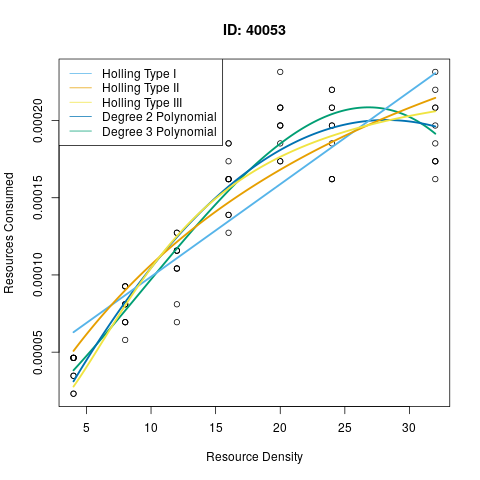 ID: 40053
Holling Type I
Holling Type II
Holling Type III
Degree 2 Polynomial
Degree 3 Polynomial
Resources Consumed
0.00020
0.00015
0.00010
0.00005
5 10 15 20 25 30
Resource Density